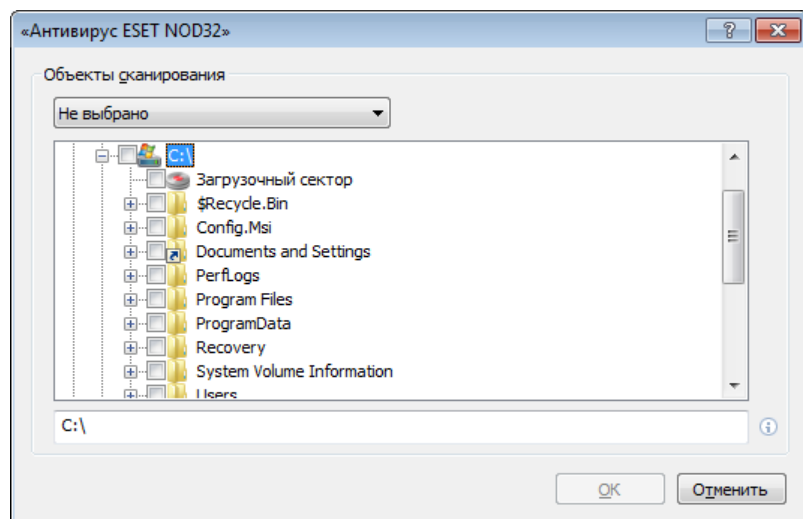 «Антивирус ESET NOD32»
Объекты сканирования
Не выбрано
C:\
Загрузочный сектор
$Recycle.Bin
Config.Msi
Documents and Settings
PerfLogs
Program Files
ProgramData
Recovery
System Volume Information
Users
C:\
OK
Отменить